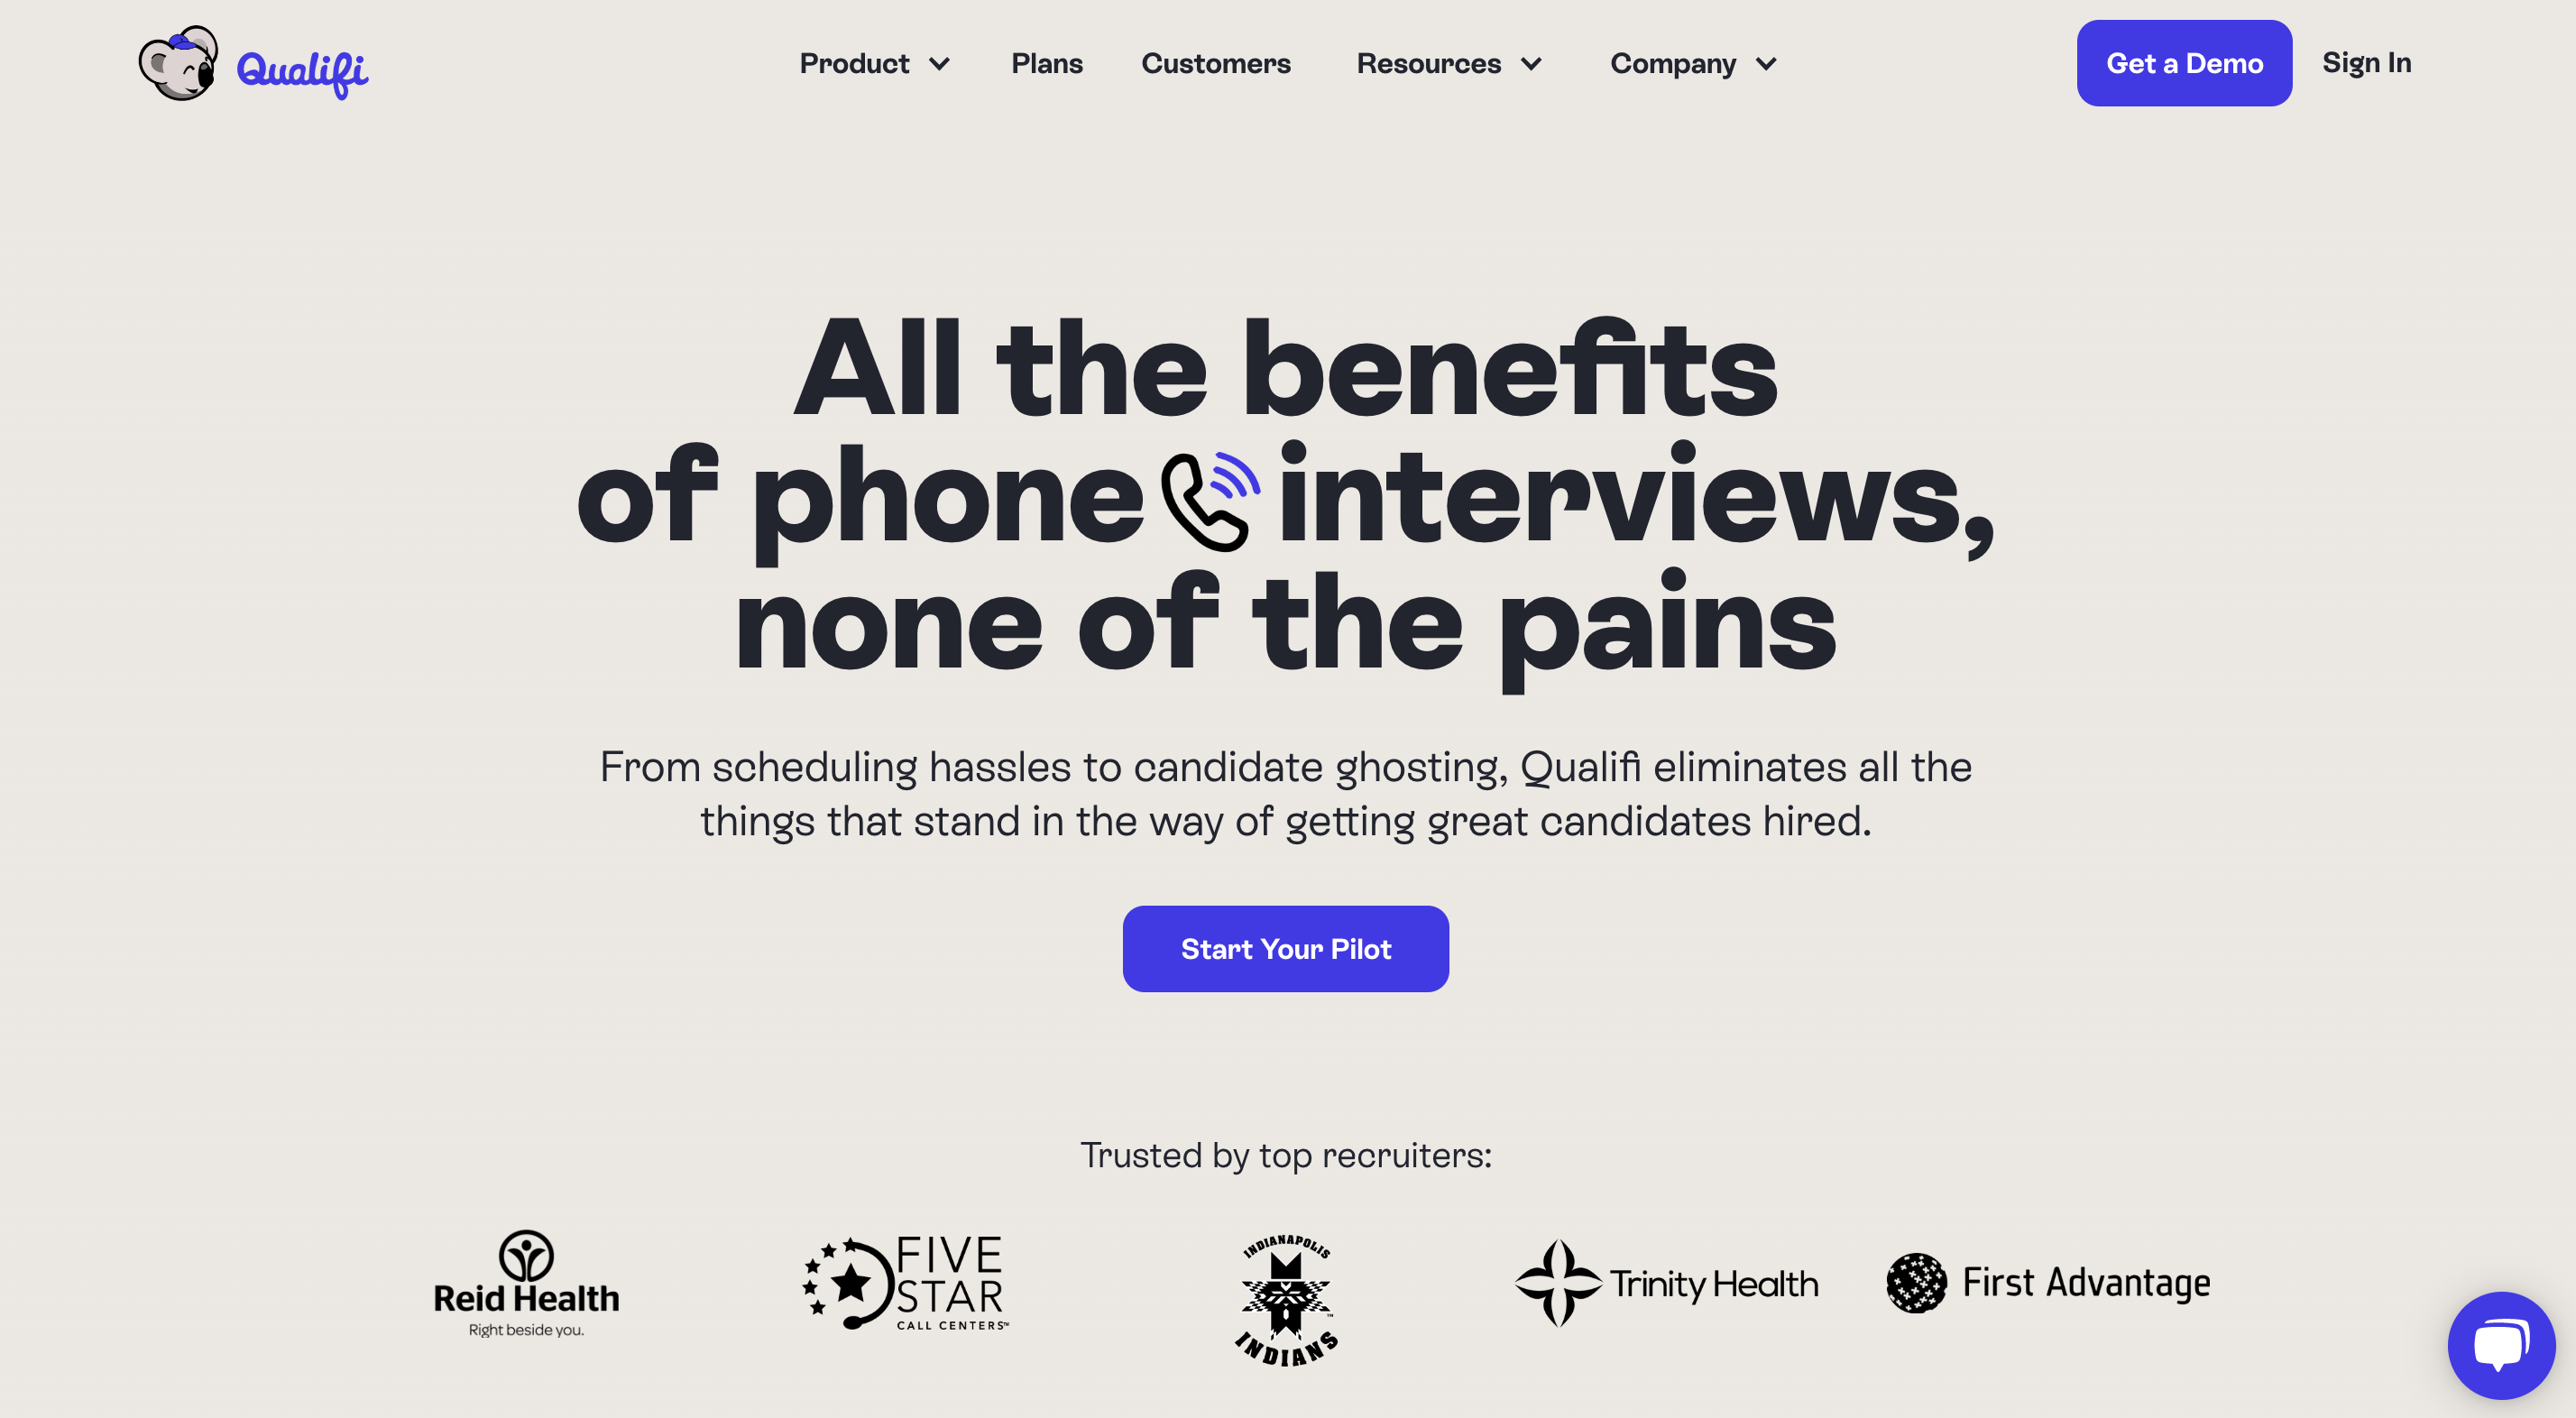 Qualifi
Product
Plans
Customers
Resources
Company
Get a Demo
Sign In
All the benefits
of phone interviews,
none of the pains
From scheduling hassles to candidate ghosting, Qualifi eliminates all the
things that stand in the way of getting great candidates hired.
Start Your Pilot
Trusted by top recruiters:
Reid Health
Right beside you.
FIVE
STAR
CALL CENTERS™
INDIANAPOLIS
INDIANS
™
Trinity Health
First Advantage